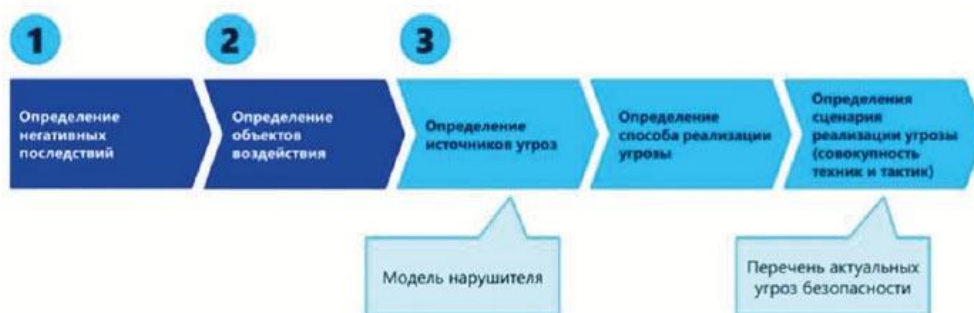 1
2
3
Определение
негативных
последствий
Определение
объектов
воздействия
Определение
источников угроз
Определение
способа реализации
угрозы
Определения
сценария
реализации угрозы
(совокупность
техник и тактик)
Модель нарушителя
Перечень актуальных
угроз безопасности